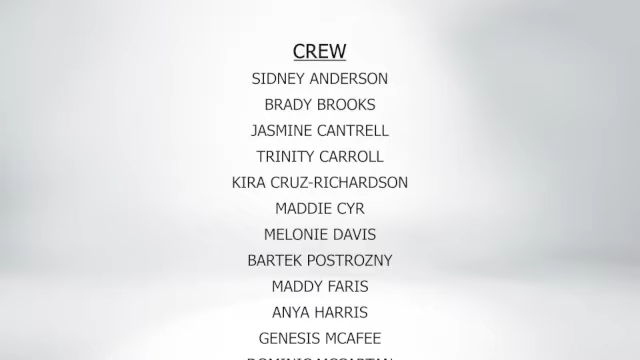 CREW
SIDNEY ANDERSON
BRADY BROOKS
JASMINE CANTRELL
TRINITY CARROLL
KIRA CRUZ-RICHARDSON
MADDIE CYR
MELONIE DAVIS
BARTEK POSTROZNY
MADDY FARIS
ANYA HARRIS
GENESIS MCAFEE